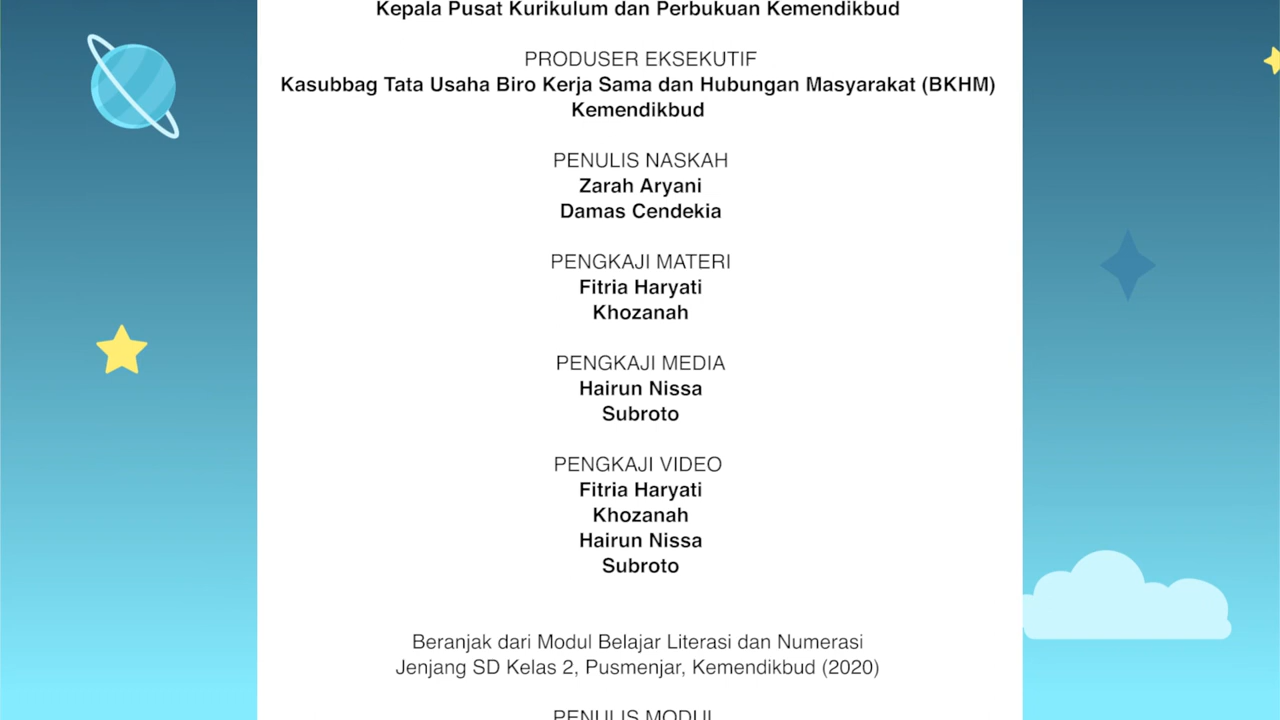 Kepala Pusat Kurikulum dan Perbukuan Kemendikbud
PRODUSER EKSEKUTIF
Kasubbag Tata Usaha Biro Kerja Sama dan Hubungan Masyarakat (BKHM)
Kemendikbud
PENULIS NASKAH
Zarah Aryani
Damas Cendekia
PENGKAJI MATERI
Fitria Haryati
Khozanah
PENGKAJI MEDIA
Hairun Nissa
Subroto
PENGKAJI VIDEO
Fitria Haryati
Khozanah
Hairun Nissa
Subroto
Beranjak dari Modul Belajar Literasi dan Numerasi
Jenjang SD Kelas 2, Pusmenjar, Kemendikbud (2020)
PENULIS MODUL